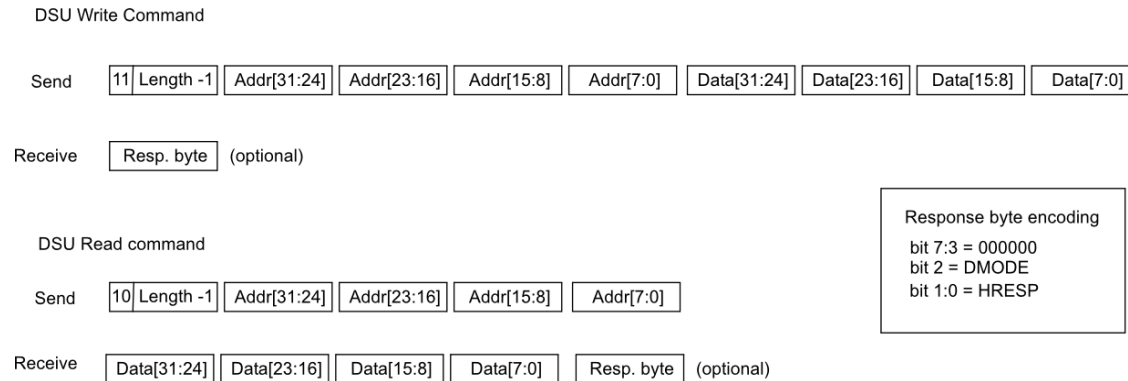 DSU Write Command
Send 11 Length -1 Addr[31:24] Addr[23:16] Addr[15:8] Addr[7:0] Data[31:24] Data[23:16] Data[15:8] Data[7:0]
Receive Resp. byte (optional)
Response byte encoding
bit 7:3 = 000000
bit 2 = DMODE
bit 1:0 = HRESP
DSU Read command
Send 10 Length -1 Addr[31:24] Addr[23:16] Addr[15:8] Addr[7:0]
Receive Data[31:24] Data[23:16] Data[15:8] Data[7:0] Resp. byte (optional)